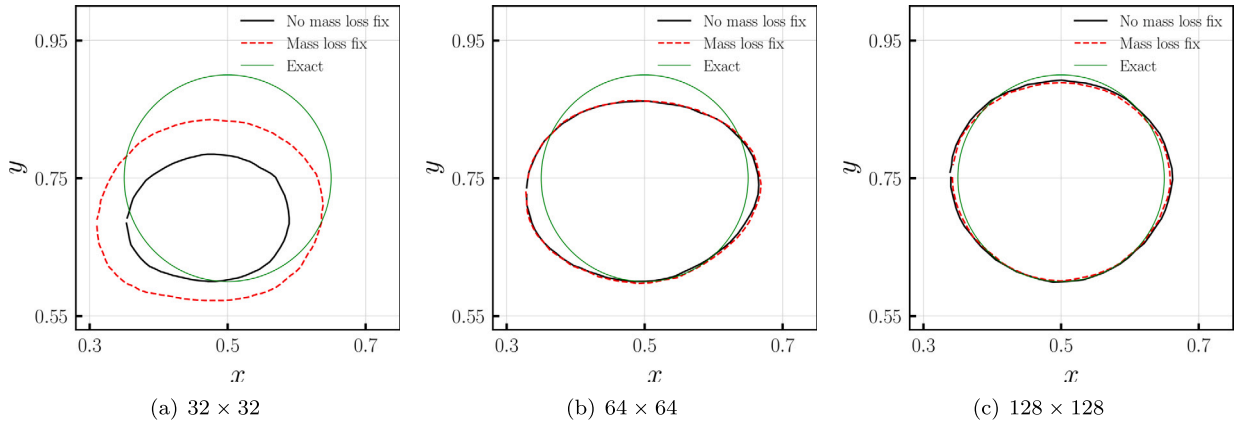 No mass loss fix
Mass loss fix
Exact
0.95
0.75
0.55
y
0.3 0.5 0.7
x
(a) 32 × 32
No mass loss fix
Mass loss fix
Exact
0.95
0.75
0.55
y
0.3 0.5 0.7
x
(b) 64 × 64
No mass loss fix
Mass loss fix
Exact
0.95
0.75
0.55
y
0.3 0.5 0.7
x
(c) 128 × 128